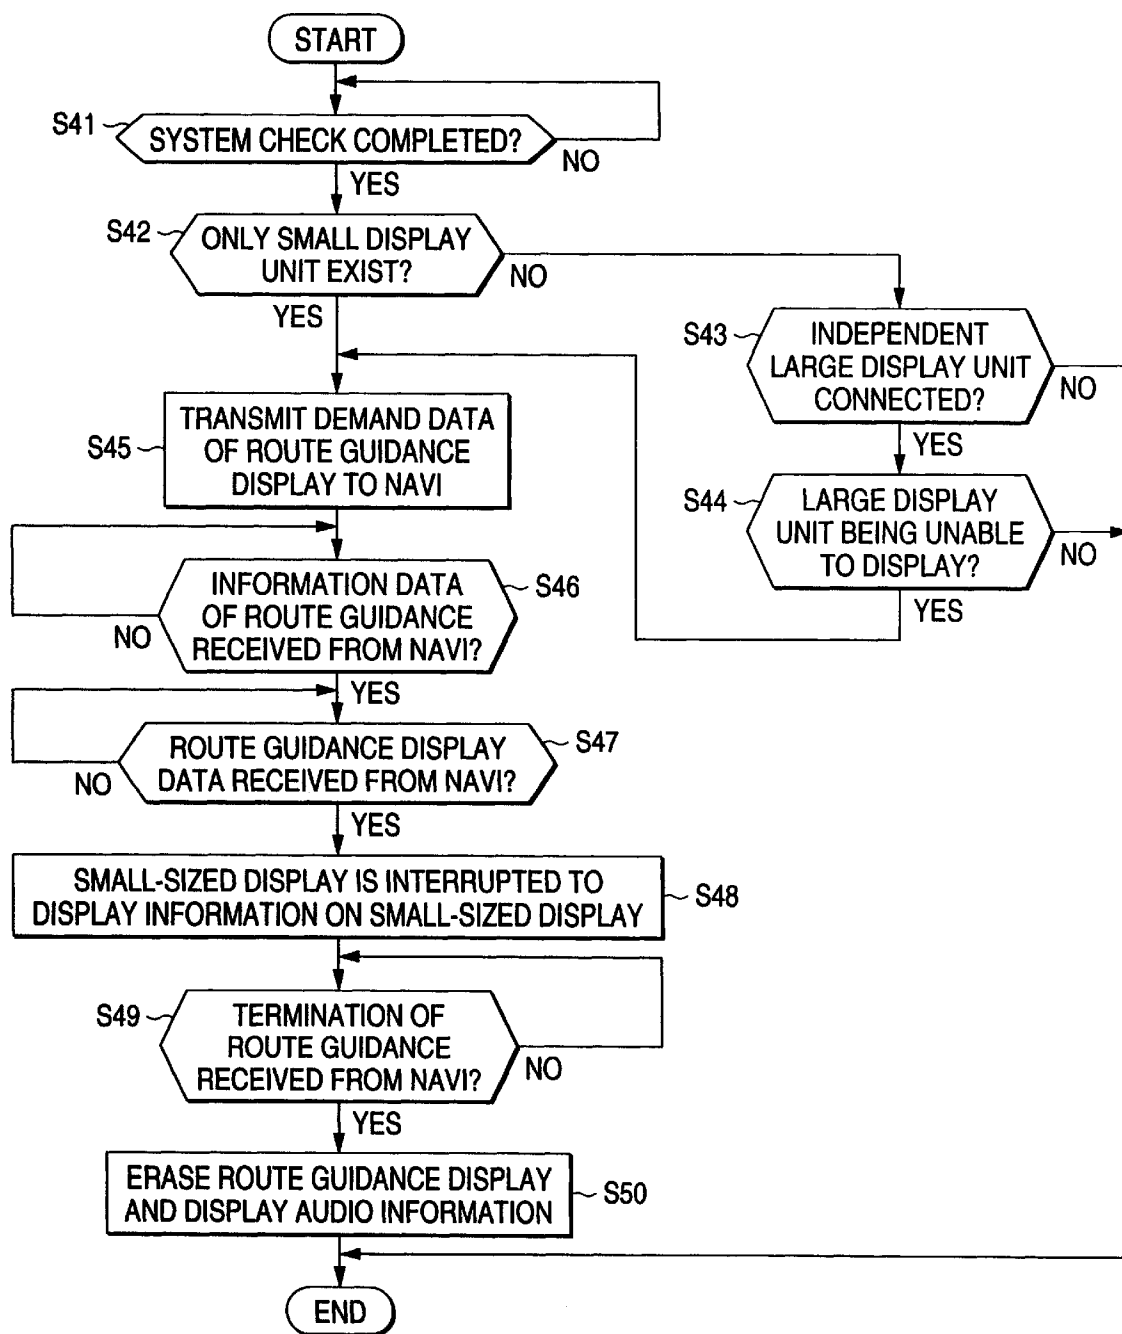 START
S41
SYSTEM CHECK COMPLETED?
NO
YES
S42
ONLY SMALL DISPLAY
UNIT EXIST?
NO
YES
S43
INDEPENDENT
LARGE DISPLAY UNIT
CONNECTED?
NO
YES
S44
LARGE DISPLAY
UNIT BEING UNABLE
TO DISPLAY?
NO
YES
S45
TRANSMIT DEMAND DATA
OF ROUTE GUIDANCE
DISPLAY TO NAVI
S46
INFORMATION DATA
OF ROUTE GUIDANCE
RECEIVED FROM NAVI?
NO
YES
S47
ROUTE GUIDANCE DISPLAY
DATA RECEIVED FROM NAVI?
NO
YES
SMALL-SIZED DISPLAY IS INTERRUPTED TO
DISPLAY INFORMATION ON SMALL-SIZED DISPLAY
S48
S49
TERMINATION OF
ROUTE GUIDANCE
RECEIVED FROM NAVI?
NO
YES
ERASE ROUTE GUIDANCE DISPLAY
AND DISPLAY AUDIO INFORMATION
S50
END